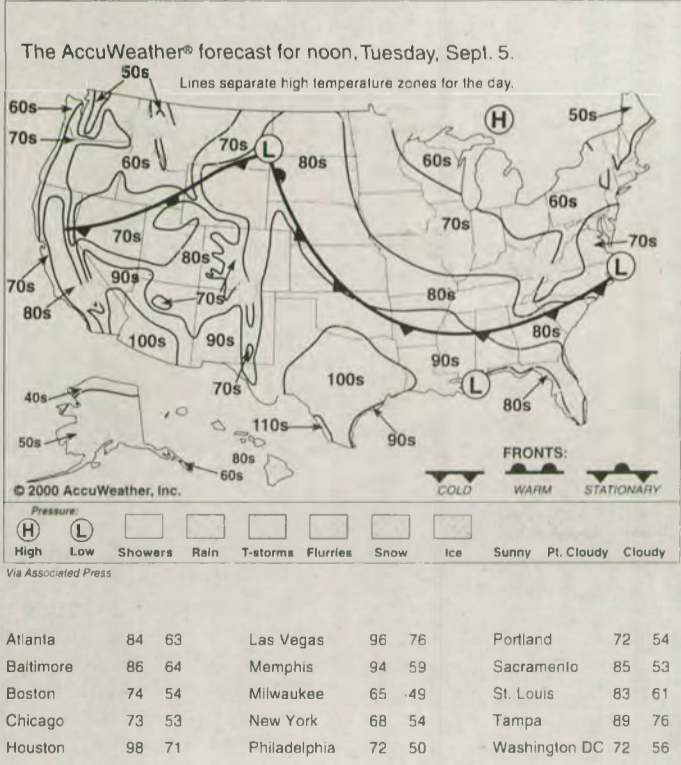 The AccuWeather® forecast for noon, Tuesday, Sept. 5.
Lines separate high temperature zones for the day.
50s
60s
70s
60s
70s
L
80s
H
60s
50s
70s
60s
70s
70s
80s
90s
70s
70s
80s
L
80s
80s
100s
90s
70s
100s
90s
L
80s
110s
90s
40s
50s
60s
80s
FRONTS:
COLD WARM STATIONARY
© 2000 AccuWeather, Inc.
Pressure:
H L
High Low Showers Rain T-storms Flurries Snow Ice Sunny Pt. Cloudy Cloudy
Via Associated Press
Atlanta 84 63 Las Vegas 96 76 Portland 72 54
Baltimore 86 64 Memphis 94 59 Sacramento 85 53
Boston 74 54 Milwaukee 65 49 St. Louis 83 61
Chicago 73 53 New York 68 54 Tampa 89 76
Houston 98 71 Philadelphia 72 50 Washington DC 72 56